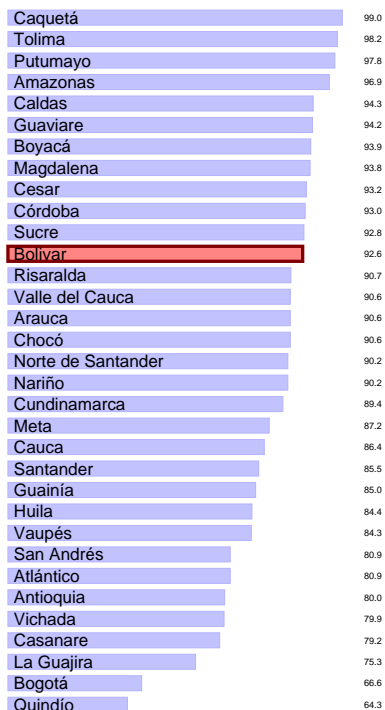 Caquetá 99.0
Tolima 98.2
Putumayo 97.8
Amazonas 96.9
Caldas 94.3
Guaviare 94.2
Boyacá 93.9
Magdalena 93.8
Cesar 93.2
Córdoba 93.0
Sucre 92.8
Bolivar 92.6
Risaralda 90.7
Valle del Cauca 90.6
Arauca 90.6
Chocó 90.6
Norte de Santander 90.2
Nariño 90.2
Cundinamarca 89.4
Meta 87.2
Cauca 86.4
Santander 85.5
Guainía 85.0
Huila 84.4
Vaupés 84.3
San Andrés 80.9
Atlántico 80.9
Antioquia 80.0
Vichada 79.9
Casanare 79.2
La Guajira 75.3
Bogotá 66.6
Quindío 64.3